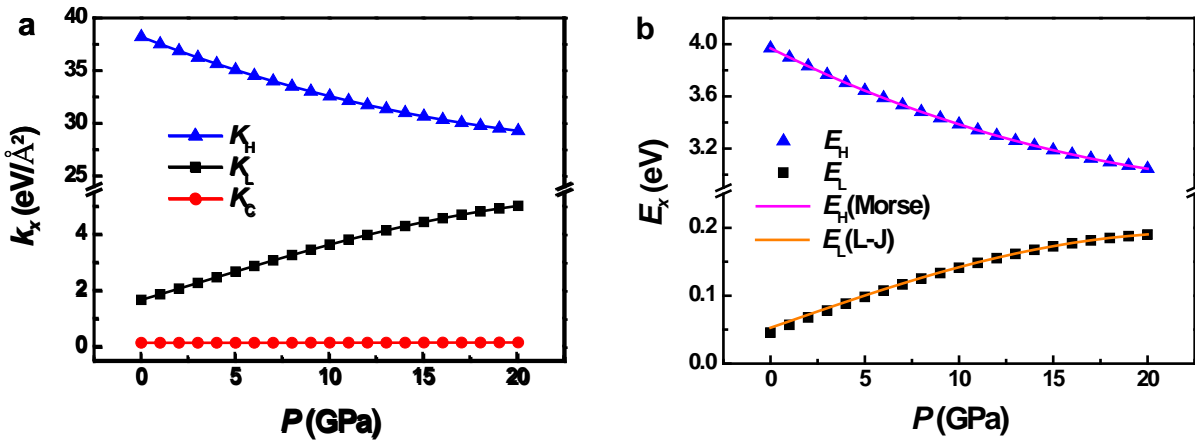 a
k_x (eV/Å²)
40
35
30
25
4
2
0
K_H
K_L
K_C
0 5 10 15 20
P (GPa)
b
E_x (eV)
4.0
3.6
3.2
0.2
0.1
0.0
E_H
E_L
E_H (Morse)
E_L (L-J)
0 5 10 15 20
P (GPa)